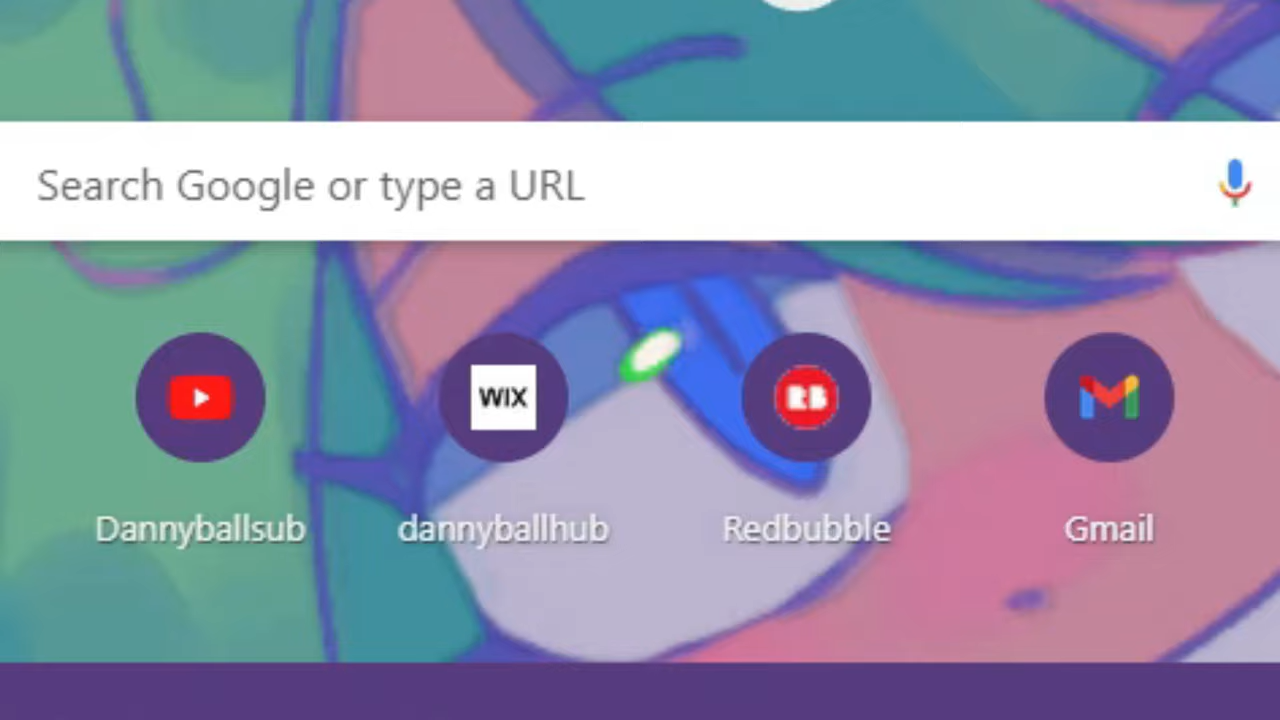 Search Google or type a URL
WIX
RB
Dannyballsub
dannyballhub
Redbubble
Gmail